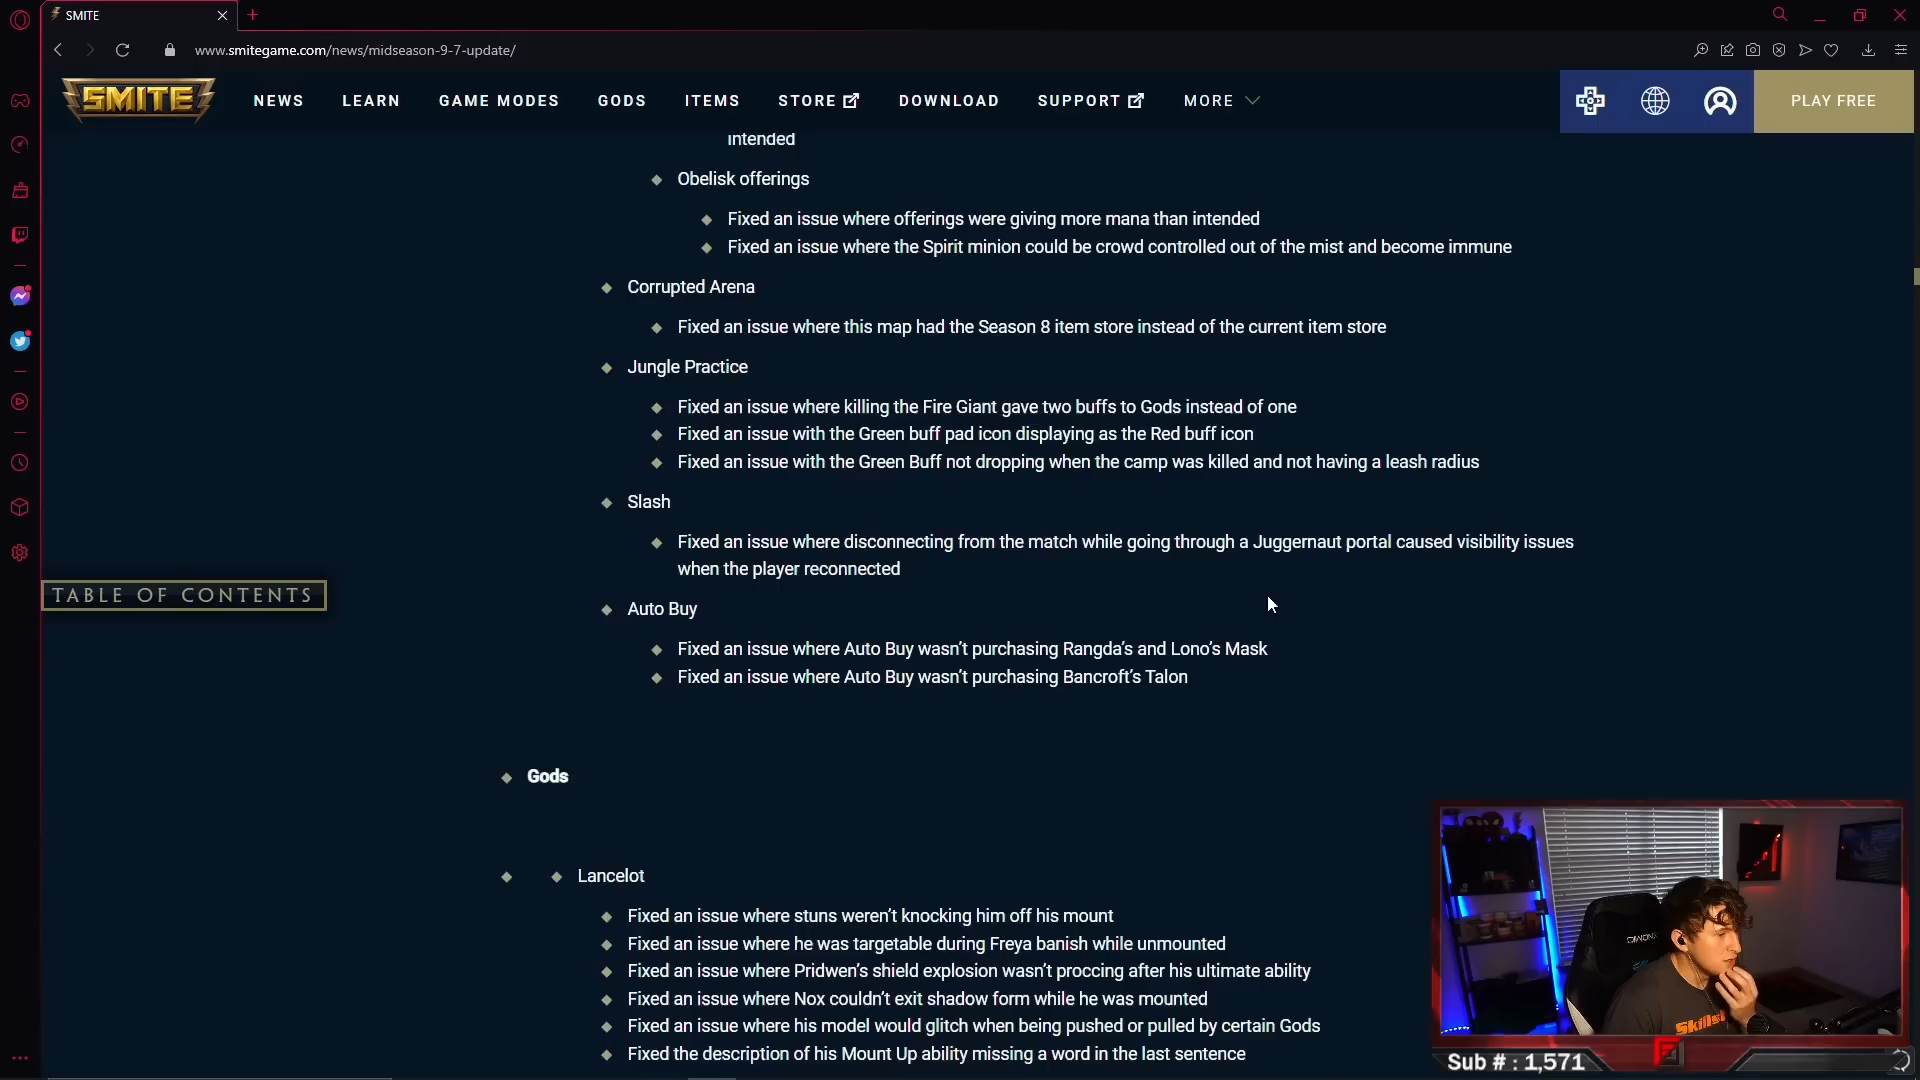 SMITE
www.smitegame.com/news/midseason-9-7-update/
SMITE
NEWS
LEARN
GAME MODES
GODS
ITEMS
STORE
DOWNLOAD
SUPPORT
MORE
PLAY FREE
intended
Obelisk offerings
Fixed an issue where offerings were giving more mana than intended
Fixed an issue where the Spirit minion could be crowd controlled out of the mist and become immune
Corrupted Arena
Fixed an issue where this map had the Season 8 item store instead of the current item store
Jungle Practice
Fixed an issue where killing the Fire Giant gave two buffs to Gods instead of one
Fixed an issue with the Green buff pad icon displaying as the Red buff icon
Fixed an issue with the Green Buff not dropping when the camp was killed and not having a leash radius
Slash
Fixed an issue where disconnecting from the match while going through a Juggernaut portal caused visibility issues
when the player reconnected
TABLE OF CONTENTS
Auto Buy
Fixed an issue where Auto Buy wasn't purchasing Rangda's and Lono's Mask
Fixed an issue where Auto Buy wasn't purchasing Bancroft's Talon
Gods
Lancelot
Fixed an issue where stuns weren't knocking him off his mount
Fixed an issue where he was targetable during Freya banish while unmounted
Fixed an issue where Pridwen's shield explosion wasn't proccing after his ultimate ability
Fixed an issue where Nox couldn't exit shadow form while he was mounted
Fixed an issue where his model would glitch when being pushed or pulled by certain Gods
Fixed the description of his Mount Up ability missing a word in the last sentence
Sub # : 1,571